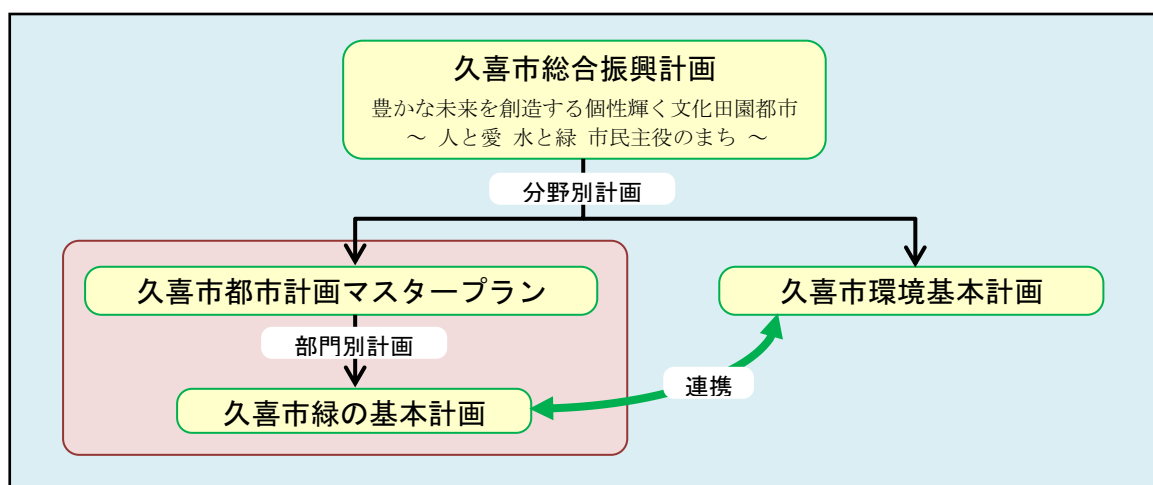 久喜市総合振興計画
豊かな未来を創造する個性輝く文化田園都市
～ 人と愛 水と緑 市民主役のまち ～
分野別計画
久喜市都市計画マスタープラン
久喜市環境基本計画
部門別計画
連携
久喜市緑の基本計画